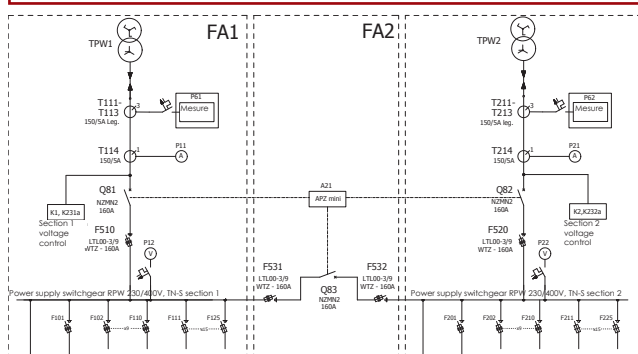 FA1
FA2
TPW1
TPW2
T111-
T113
150/5A Leg.
3
P61
Mesure
T211-
T213
150/5A leg.
3
P62
Mesure
T114
150/5A
1
P11
A
T214
150/5A
1
P21
A
K1, K231a
Section 1
voltage
control
Q81
NZMN2
160A
A21
APZ mini
Q82
NZMN2
160A
K2,K232a
Section 2
voltage
control
F510
LTL00-3/9
WTZ - 160A
P12
V
F531
LTL00-3/9
WTZ - 160A
Q83
NZMN2
160A
F532
LTL00-3/9
WTZ - 160A
F520
LTL00-3/9
WTZ - 160A
P22
V
Power supply switchgear RPW 230/400V, TN-S section 1
Power supply switchgear RPW 230/400V, TN-S section 2
F101
F102
x9
F110
F111
x15
F125
F201
F202
x9
F210
F211
x15
F225